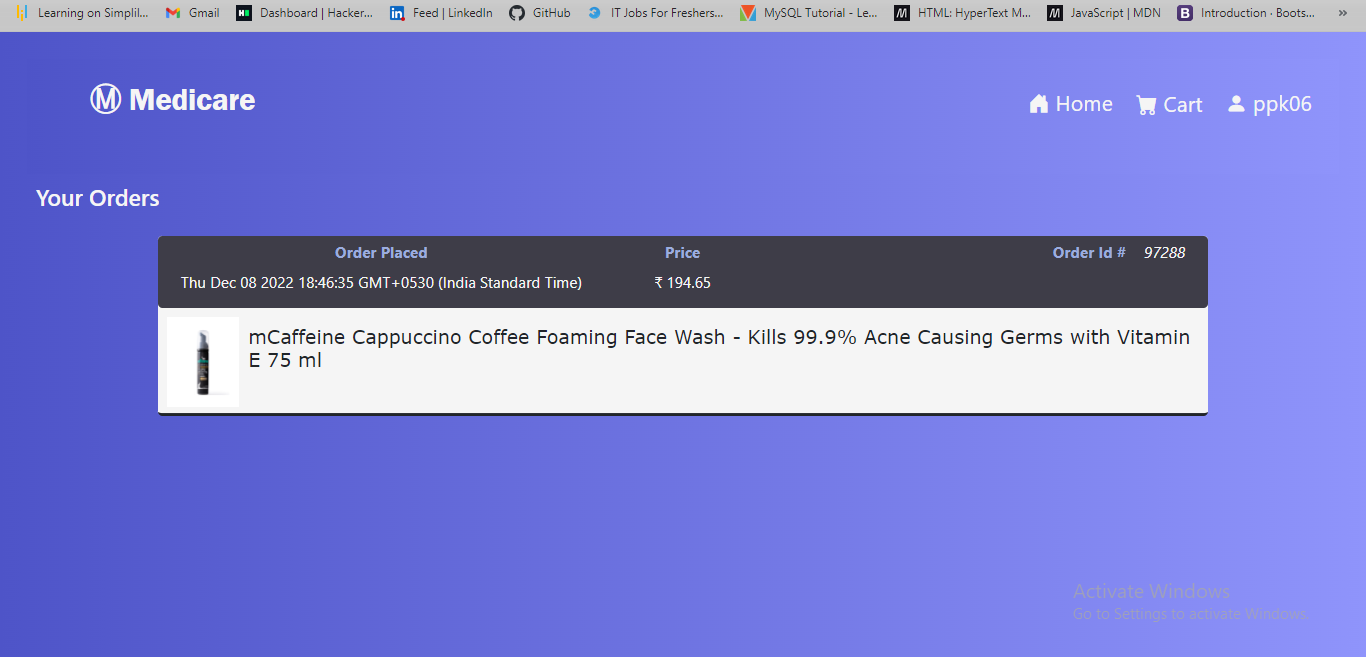 Learning on Simplil... Gmail Dashboard | Hacker... Feed | LinkedIn GitHub IT Jobs For Freshers... MySQL Tutorial - Le... HTML: HyperText M... JavaScript | MDN Introduction · Boots... »
Medicare
Home Cart ppk06
Your Orders
Order Placed Price Order Id # 97288
Thu Dec 08 2022 18:46:35 GMT+0530 (India Standard Time) ₹ 194.65
mCaffeine Cappuccino Coffee Foaming Face Wash - Kills 99.9% Acne Causing Germs with Vitamin
E 75 ml
Activate Windows
Go to Settings to activate Windows.